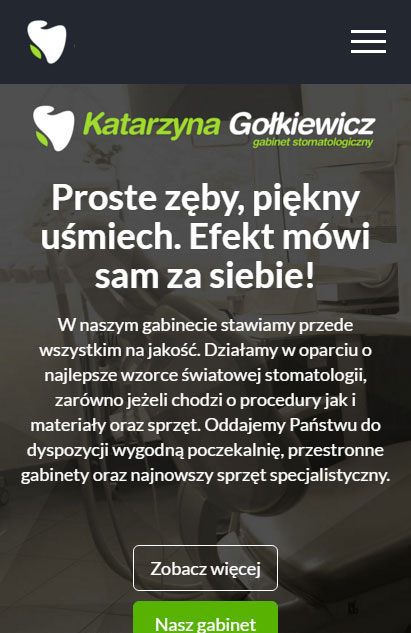 Katarzyna Gołkiewicz
gabinet stomatologiczny
Proste zęby, piękny
uśmiech. Efekt mówi
sam za siebie!
W naszym gabinecie stawiamy przede
wszystkim na jakość. Działamy w oparciu o
najlepsze wzorce światowej stomatologii,
zarówno jeżeli chodzi o procedury jak i
materiały oraz sprzęt. Oddajemy Państwu do
dyspozycji wygodną poczekalnię, przestronne
gabinety oraz najnowszy sprzęt specjalistyczny.
Zobacz więcej
Nasz gabinet